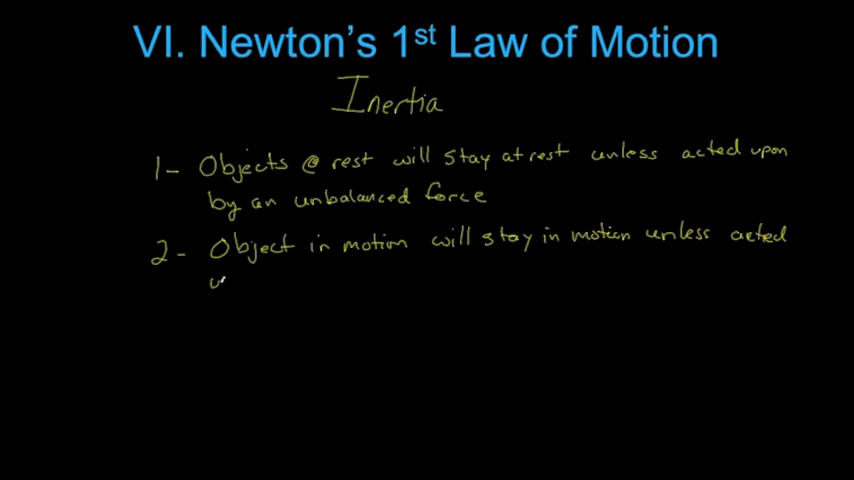 VI. Newton's 1st Law of Motion
Inertia
1- Objects @ rest will stay at rest unless acted upon
by an unbalanced force
2- Object in motion will stay in motion unless acted
u